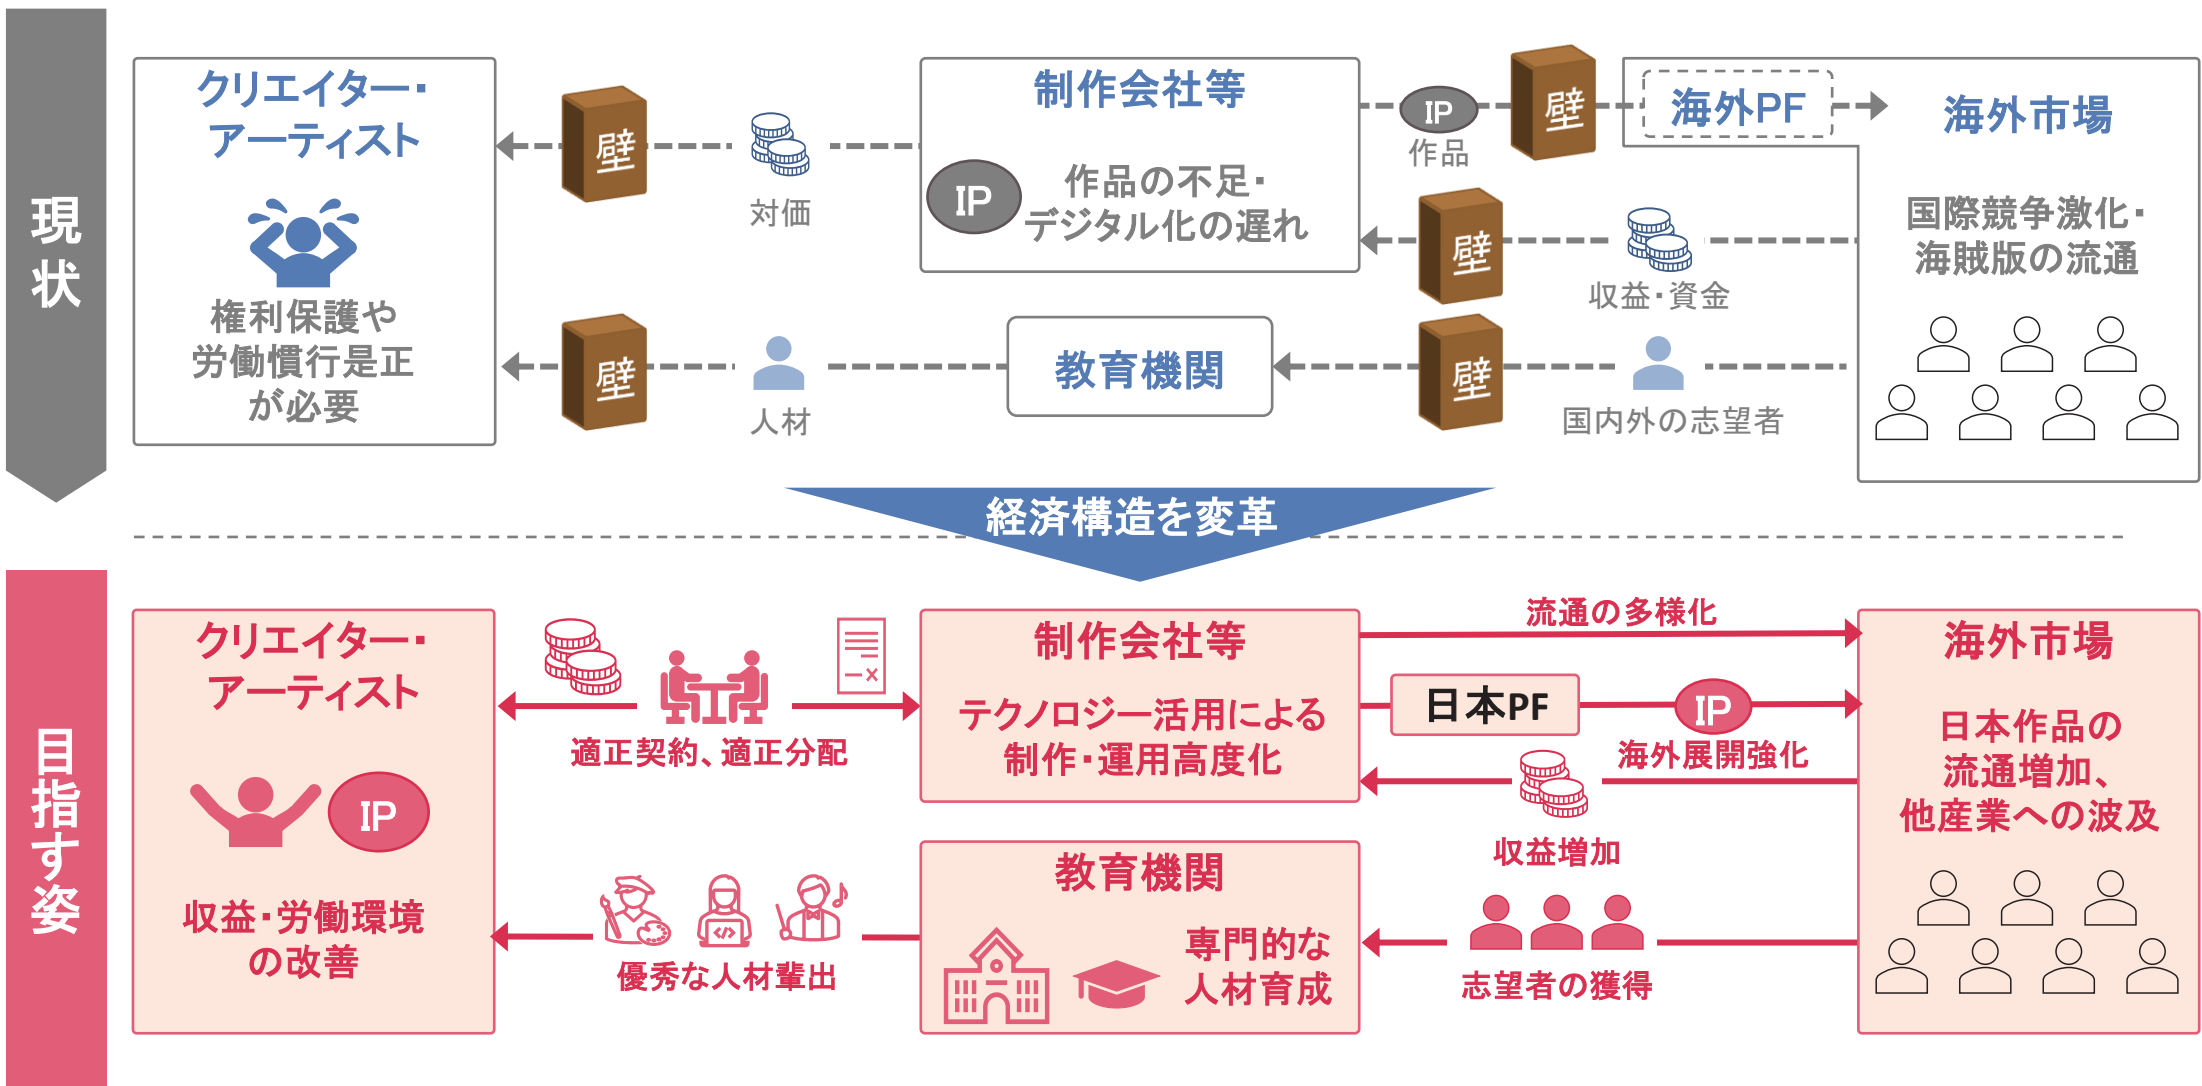 現状
クリエイター・
アーティスト
権利保護や
労働慣行是正
が必要
壁
対価
壁
人材
制作会社等
IP
作品の不足・
デジタル化の遅れ
教育機関
IP
作品
壁
海外PF
壁
収益・資金
壁
国内外の志望者
海外市場
国際競争激化・
海賊版の流通
経済構造を変革
目指す姿
クリエイター・
アーティスト
IP
収益・労働環境
の改善
適正契約、適正分配
優秀な人材輩出
制作会社等
テクノロジー活用による
制作・運用高度化
教育機関
専門的な
人材育成
流通の多様化
日本PF
IP
海外展開強化
収益増加
志望者の獲得
海外市場
日本作品の
流通増加、
他産業への波及